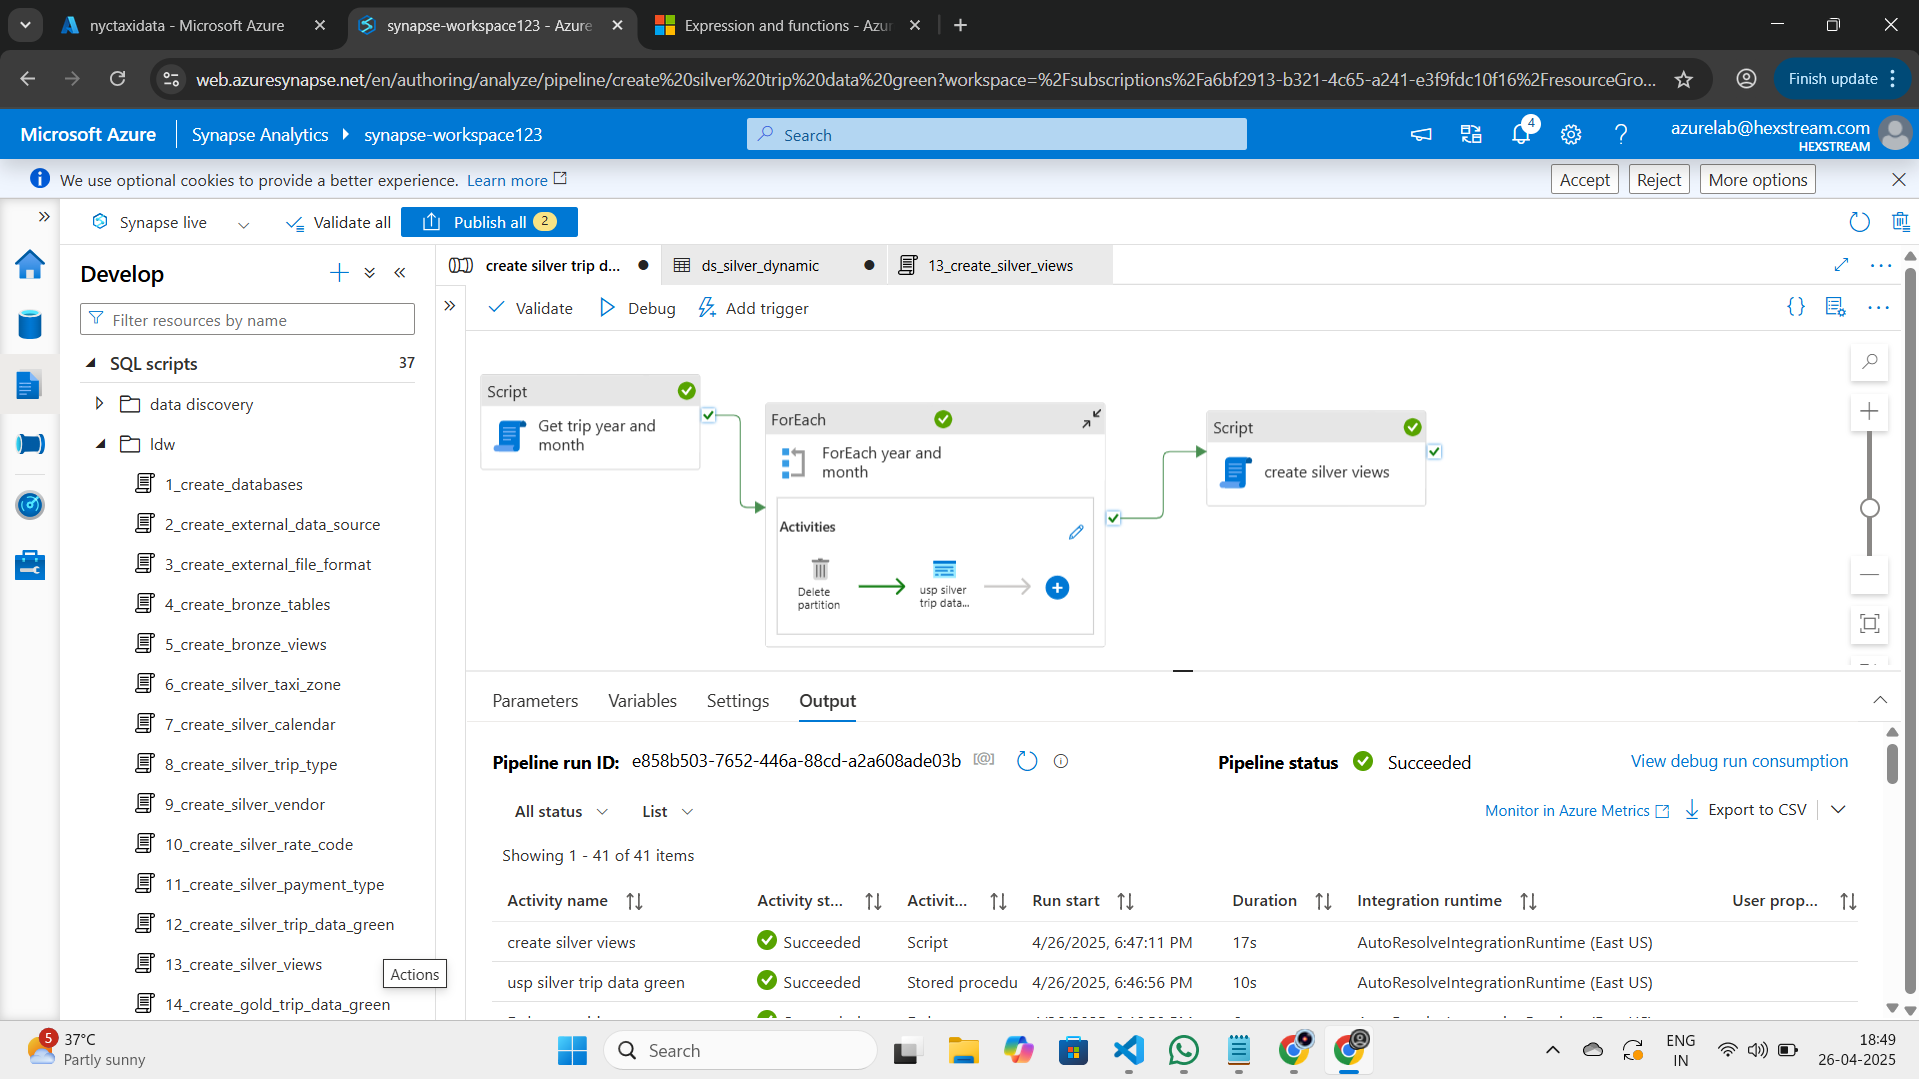 nyctaxidata - Microsoft Azure
synapse-workspace123 - Azure
Expression and functions - Azur
web.azuresynapse.net/en/authoring/analyze/pipeline/create%20silver%20trip%20data%20green?workspace=%2Fsubscriptions%2Fa6bf2913-b321-4c65-a241-e3f9fdc10f16%2FresourceGro...
Finish update
Microsoft Azure
Synapse Analytics
synapse-workspace123
Search
4
azurelab@hexstream.com
HEXSTREAM
We use optional cookies to provide a better experience. Learn more
Accept
Reject
More options
Synapse live
Validate all
Publish all 2
Develop
Filter resources by name
SQL scripts 37
data discovery
ldw
1_create_databases
2_create_external_data_source
3_create_external_file_format
4_create_bronze_tables
5_create_bronze_views
6_create_silver_taxi_zone
7_create_silver_calendar
8_create_silver_trip_type
9_create_silver_vendor
10_create_silver_rate_code
11_create_silver_payment_type
12_create_silver_trip_data_green
13_create_silver_views
Actions
14_create_gold_trip_data_green
create silver trip d...
ds_silver_dynamic
13_create_silver_views
Validate
Debug
Add trigger
Script
Get trip year and
month
ForEach
ForEach year and
month
Activities
Delete
partition
usp silver
trip data...
Script
create silver views
Parameters
Variables
Settings
Output
Pipeline run ID: e858b503-7652-446a-88cd-a2a608ade03b
Pipeline status Succeeded
View debug run consumption
All status
List
Monitor in Azure Metrics
Export to CSV
Showing 1 - 41 of 41 items
Activity name Activity st... Activit... Run start Duration Integration runtime User prop...
create silver views Succeeded Script 4/26/2025, 6:47:11 PM 17s AutoResolveIntegrationRuntime (East US)
usp silver trip data green Succeeded Stored procedu 4/26/2025, 6:46:56 PM 10s AutoResolveIntegrationRuntime (East US)
5
37°C
Partly sunny
Search
ENG
IN
18:49
26-04-2025